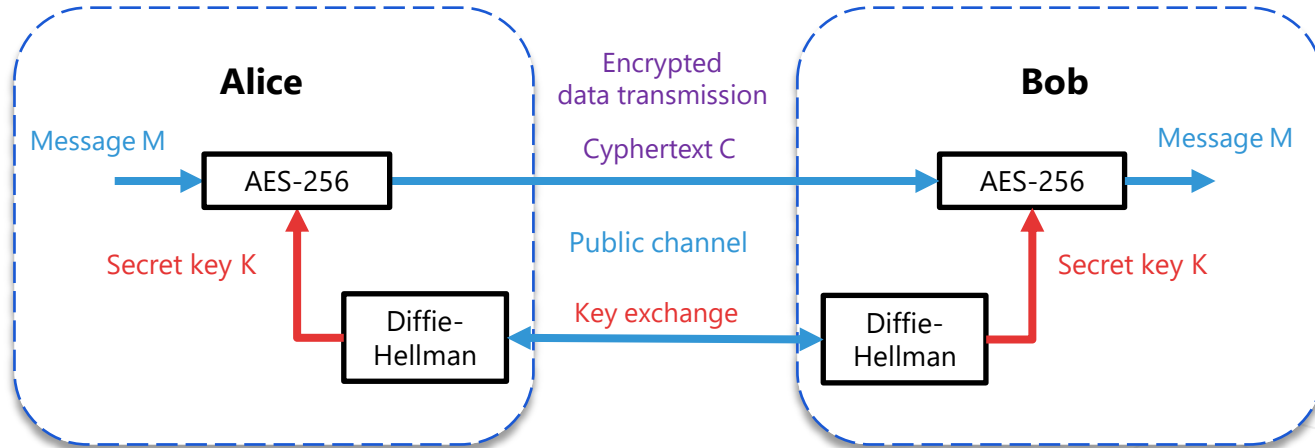 Alice
Encrypted
data transmission
Bob
Message M
Cyphertext C
Message M
AES-256
AES-256
Public channel
Secret key K
Secret key K
Key exchange
Diffie-
Hellman
Diffie-
Hellman